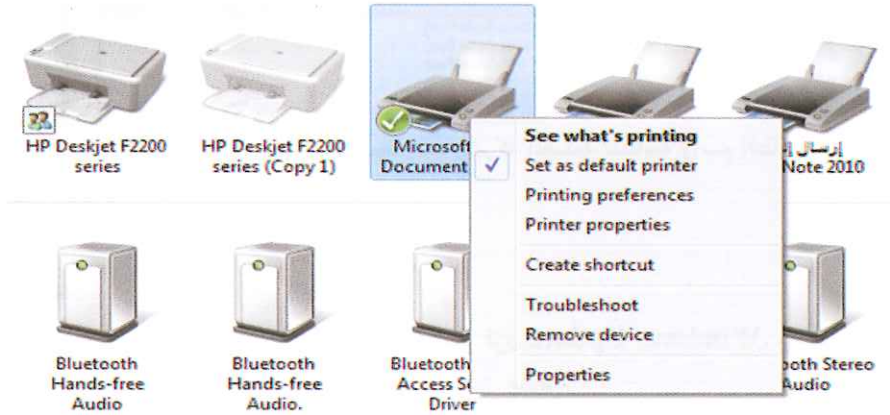 HP Deskjet F2200
series
HP Deskjet F2200
series (Copy 1)
Microsoft
Document
إرسال
Note 2010
See what's printing
Set as default printer
Printing preferences
Printer properties
Create shortcut
Troubleshoot
Remove device
Properties
Bluetooth
Hands-free
Audio
Bluetooth
Hands-free
Audio.
Bluetooth
Access
Driver
Stereo
Audio